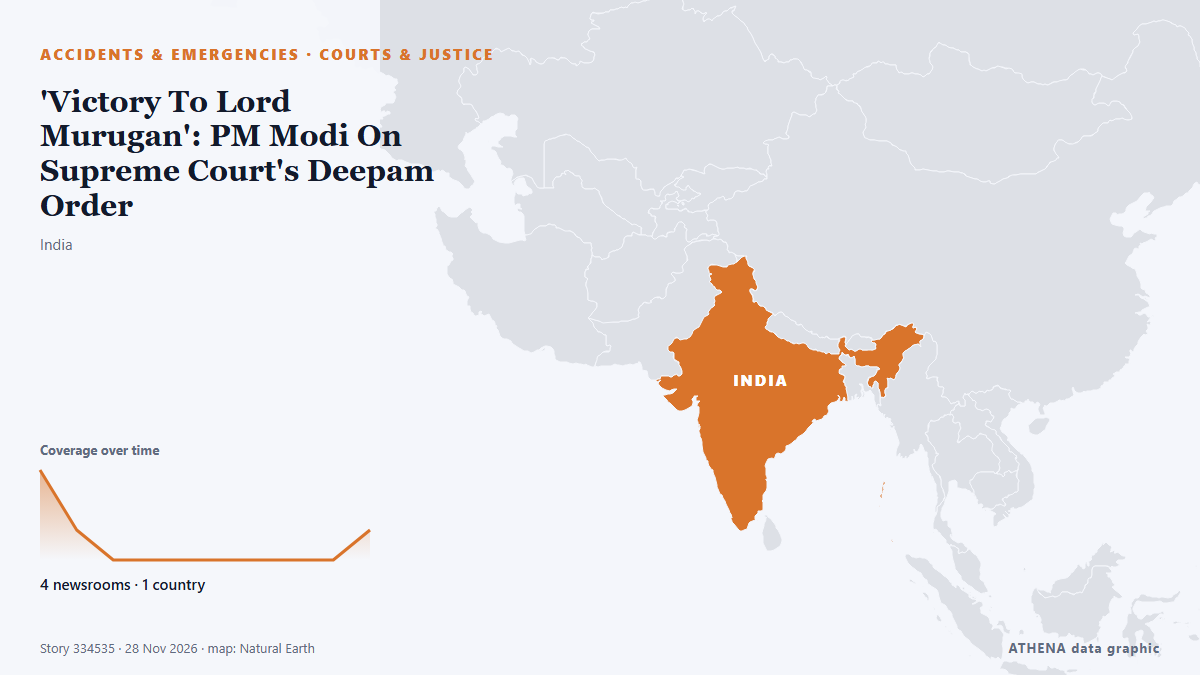 ACCIDENTS & EMERGENCIES · COURTS & JUSTICE
'Victory To Lord
Murugan': PM Modi On
Supreme Court's Deepam
Order
India
INDIA
Coverage over time
4 newsrooms · 1 country
Story 334535 · 28 Nov 2026 · map: Natural Earth
ATHENA data graphic